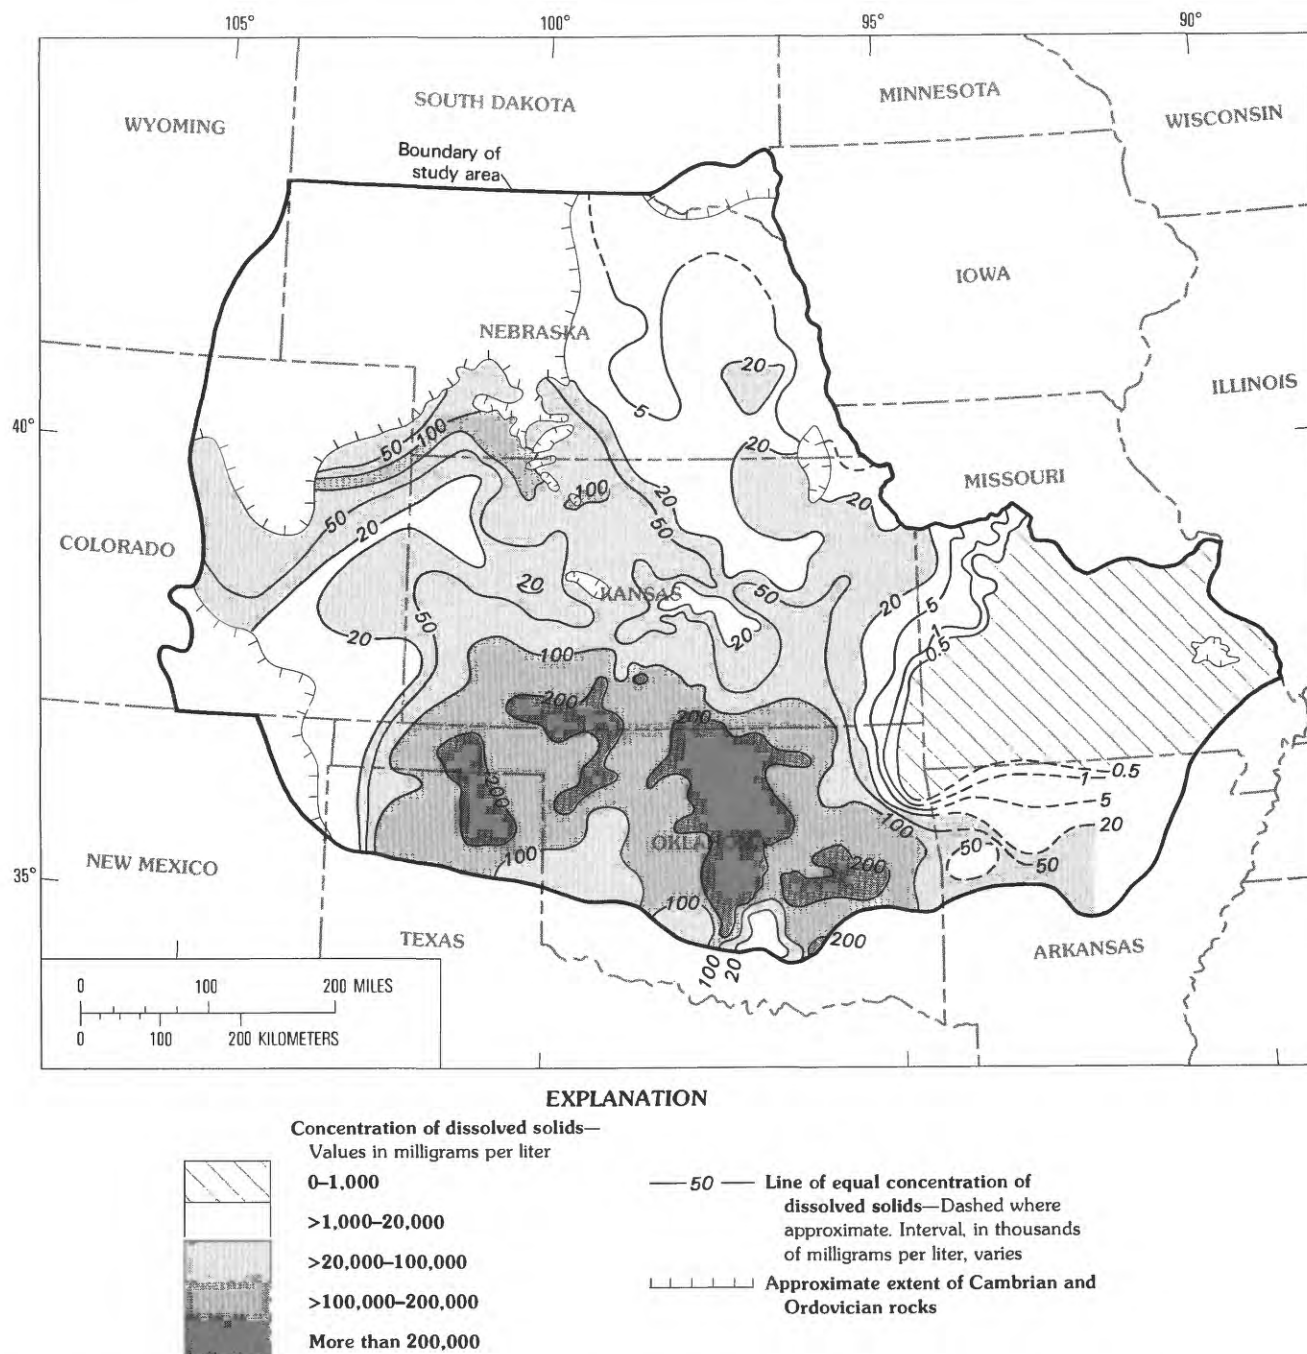 105°
100°
95°
90°
WYOMING
SOUTH DAKOTA
MINNESOTA
WISCONSIN
Boundary of
study area
IOWA
NEBRASKA
ILLINOIS
20
5
40°
50
100
20
MISSOURI
100
20
50
20
50
20
COLORADO
20
KANSAS
50
20
5
1
0.5
20
50
20
100
200
200
200
0.5
1
5
20
100
50
50
35°
NEW MEXICO
100
OKLAHOMA
200
100
TEXAS
100
20
200
ARKANSAS
0 100 200 MILES
0 100 200 KILOMETERS
EXPLANATION
Concentration of dissolved solids—
Values in milligrams per liter
0–1,000
>1,000–20,000
>20,000–100,000
>100,000–200,000
More than 200,000
— 50 — Line of equal concentration of
dissolved solids—Dashed where
approximate. Interval, in thousands
of milligrams per liter, varies
Approximate extent of Cambrian and
Ordovician rocks